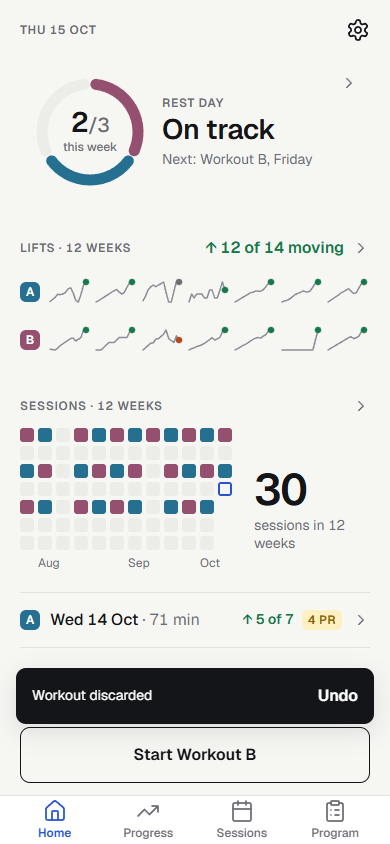 THU 15 OCT
2/3
this week
REST DAY
On track
Next: Workout B, Friday
LIFTS · 12 WEEKS
↑ 12 of 14 moving
A
B
SESSIONS · 12 WEEKS
30
sessions in 12
weeks
Aug Sep Oct
A Wed 14 Oct · 71 min ↑ 5 of 7 4 PR
Workout discarded Undo
Start Workout B
Home Progress Sessions Program